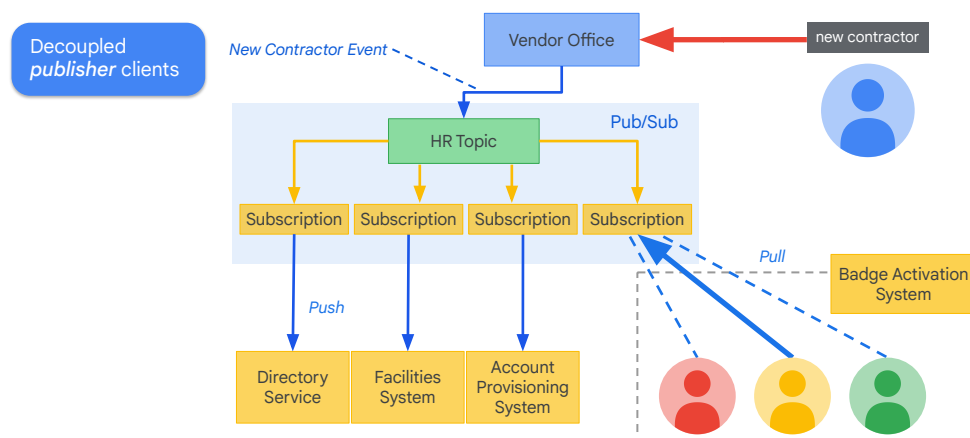 Decoupled
publisher clients
New Contractor Event
Vendor Office
new contractor
Pub/Sub
HR Topic
Subscription
Subscription
Subscription
Subscription
Pull
Badge Activation
System
Push
Directory
Service
Facilities
System
Account
Provisioning
System